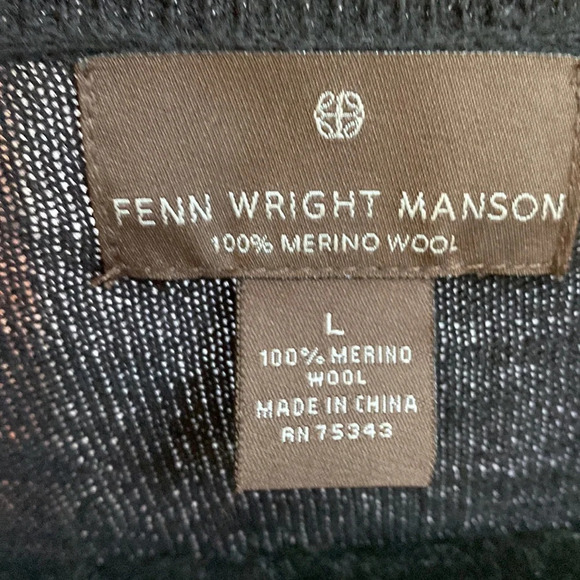 FENN WRIGHT MANSON
100% MERINO WOOL
L
100% MERINO
WOOL
MADE IN CHINA
RN 75343